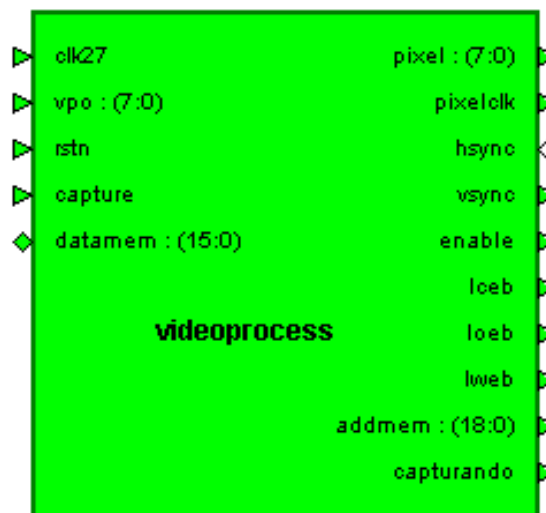 clk27
vpo : (7:0)
rstn
capture
datamem : (15:0)
pixel : (7:0)
pixelclk
hsync
vsync
enable
lceb
loeb
lweb
addmem : (18:0)
capturando
videoprocess